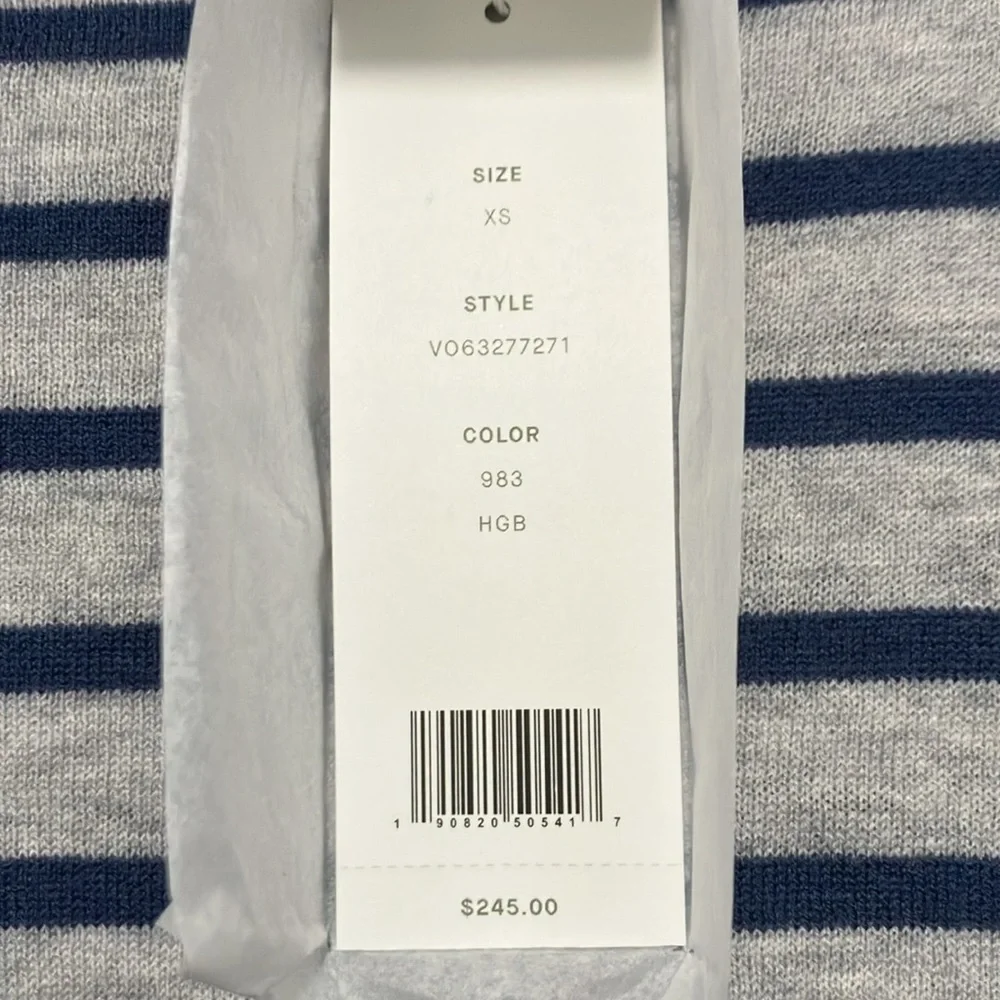 SIZE
XS
STYLE
VO63277271
COLOR
983
HGB
1 90820 50541 7
$245.00